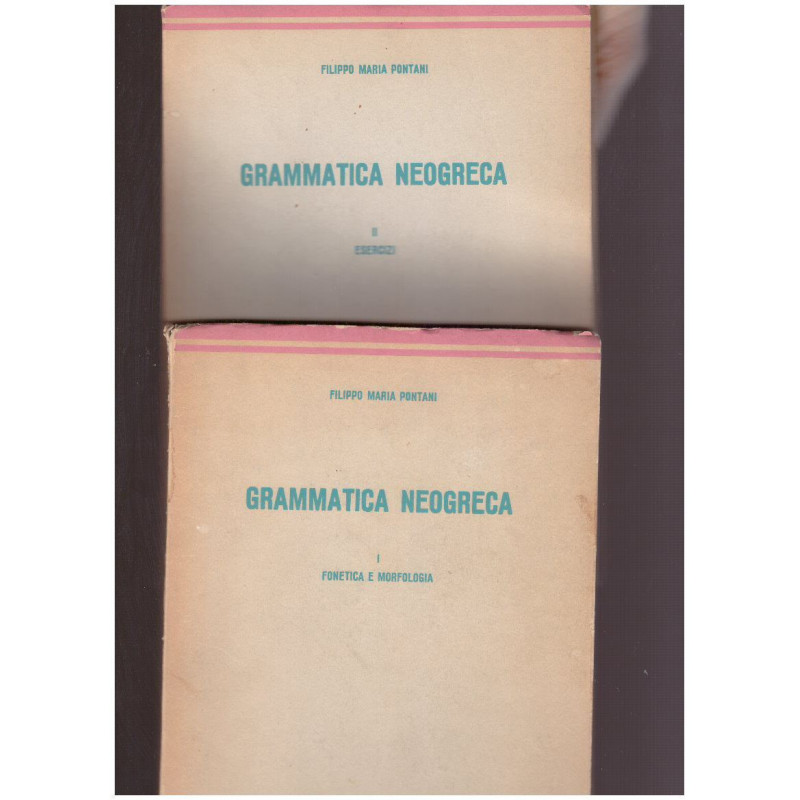 FILIPPO MARIA PONTANI
GRAMMATICA NEOGRECA
II
ESERCIZI
FILIPPO MARIA PONTANI
GRAMMATICA NEOGRECA
I
FONETICA E MORFOLOGIA